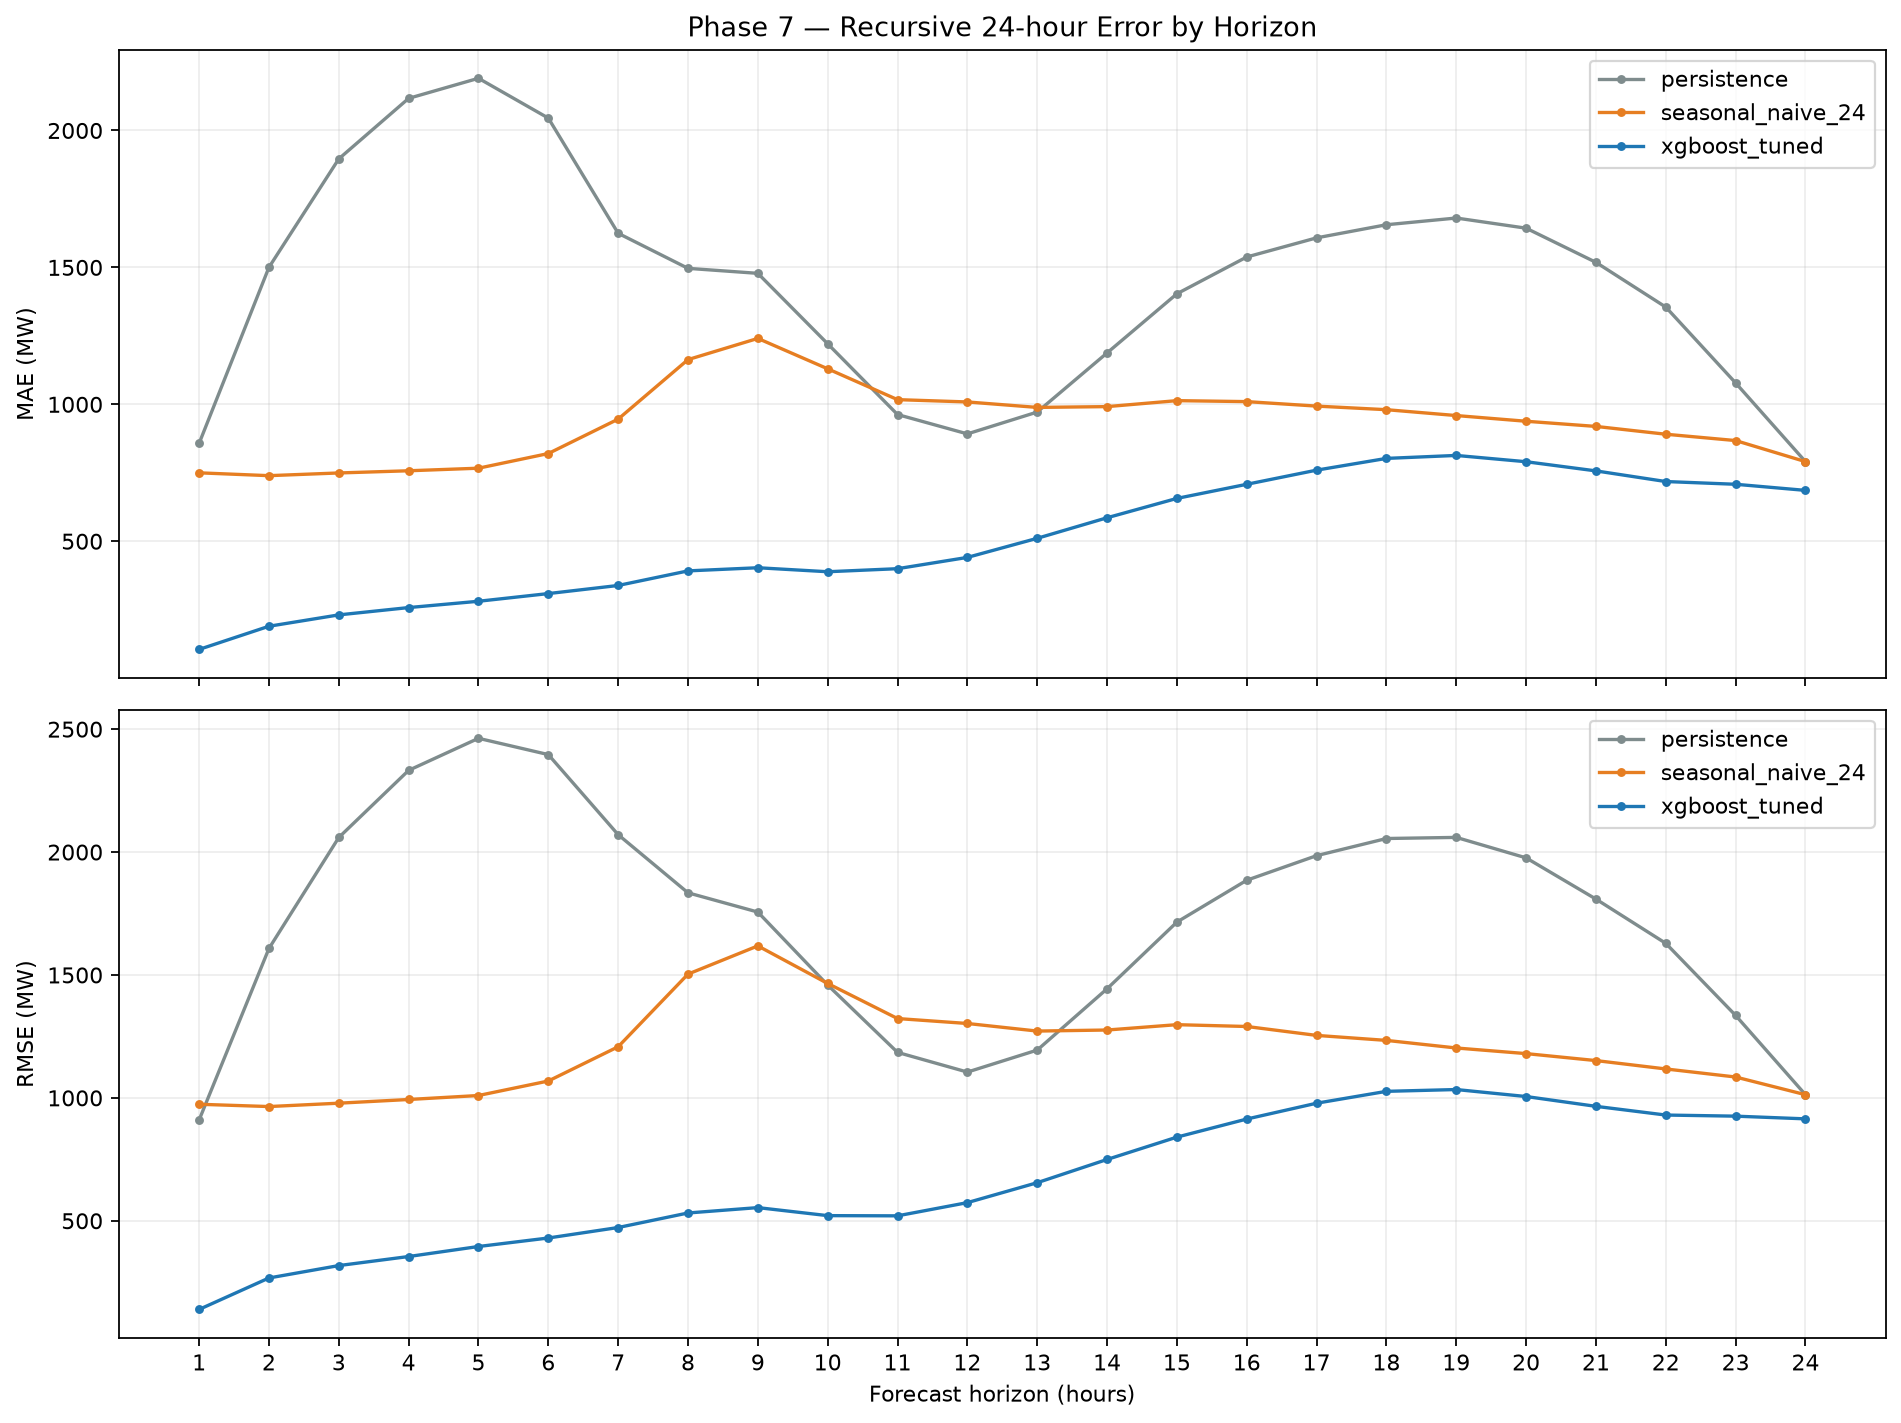 Phase 7 — Recursive 24-hour Error by Horizon
persistence
seasonal_naive_24
xgboost_tuned
2000
1500
1000
500
MAE (MW)
persistence
seasonal_naive_24
xgboost_tuned
2500
2000
1500
1000
500
RMSE (MW)
1 2 3 4 5 6 7 8 9 10 11 12 13 14 15 16 17 18 19 20 21 22 23 24
Forecast horizon (hours)